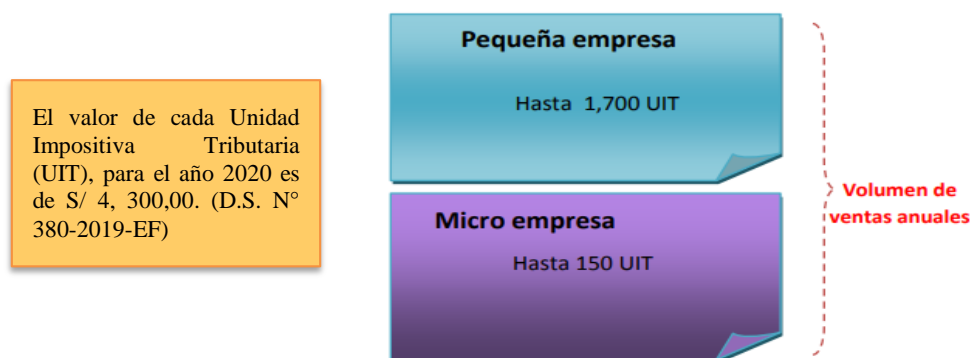 El valor de cada Unidad
Impositiva Tributaria
(UIT), para el año 2020 es
de S/ 4, 300,00. (D.S. N°
380-2019-EF)
Pequeña empresa
Hasta 1,700 UIT
Micro empresa
Hasta 150 UIT
Volumen de
ventas anuales